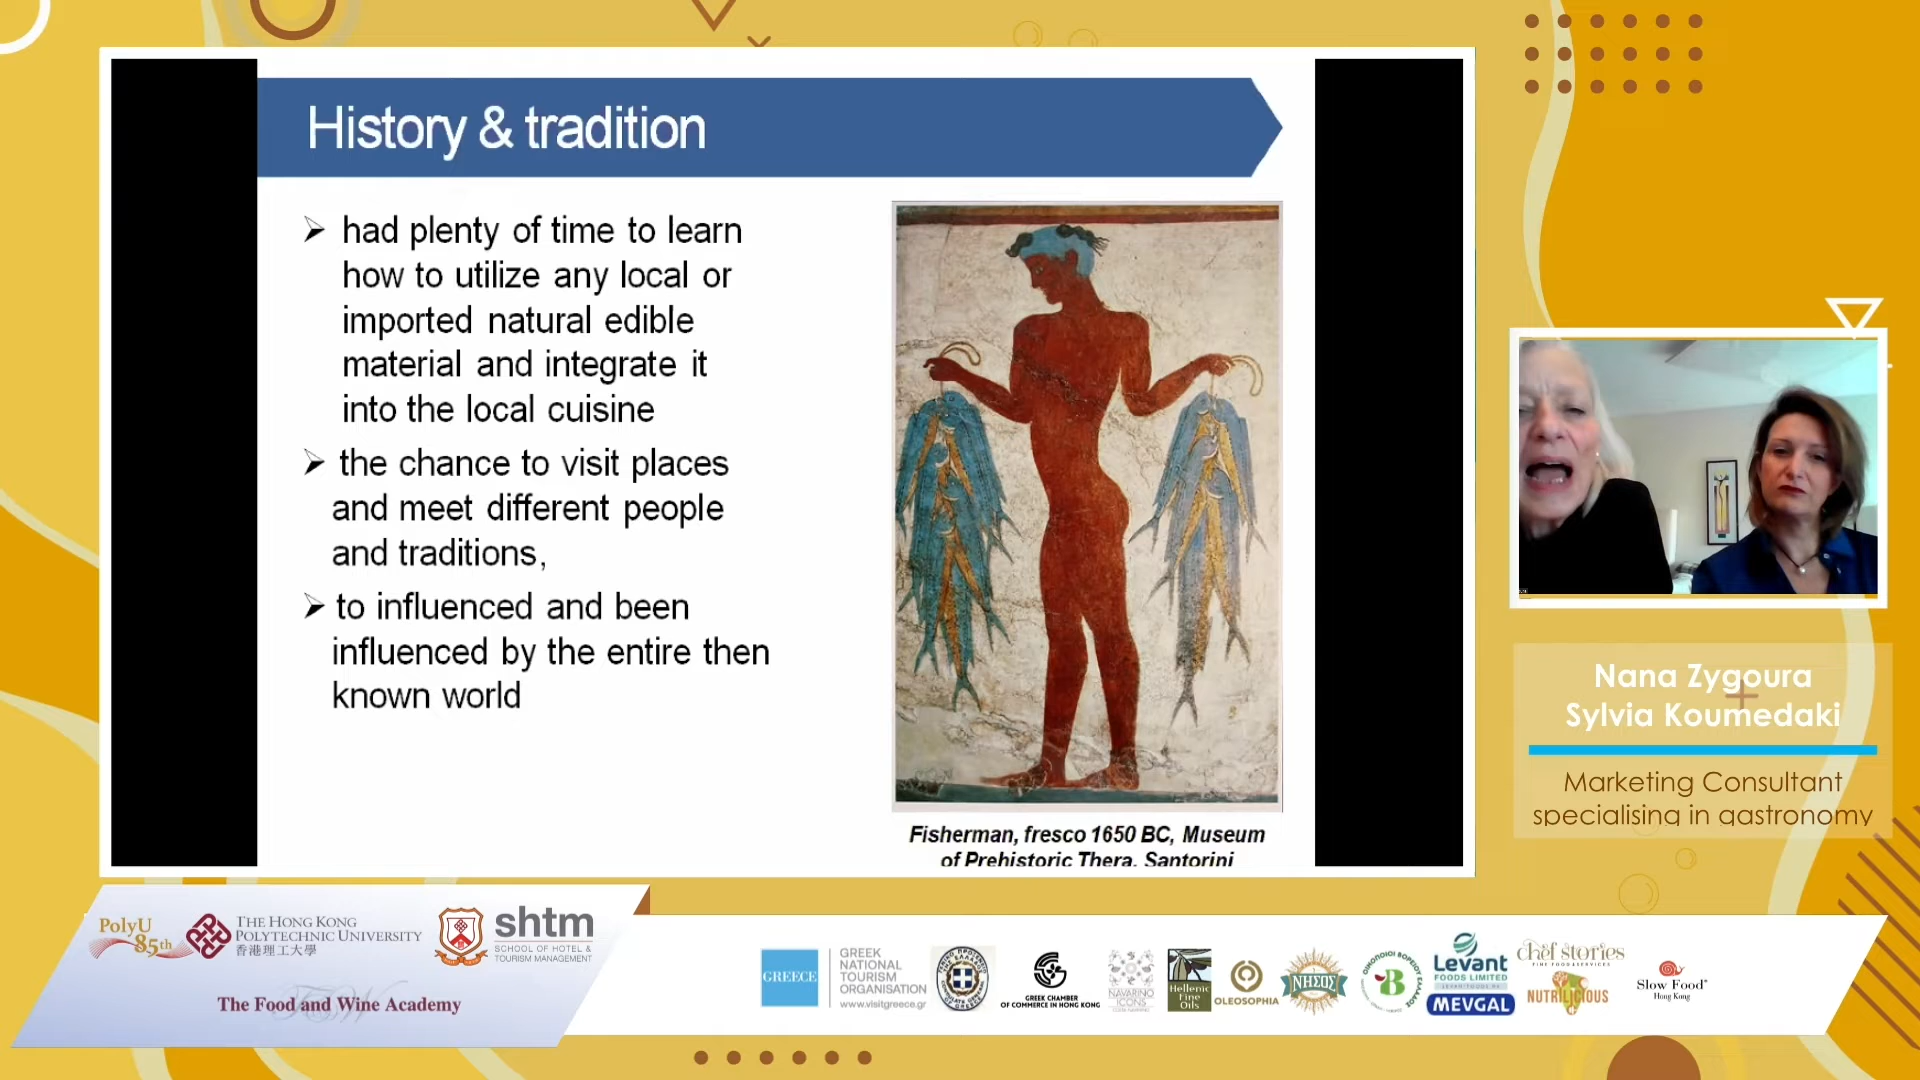 History & tradition
➢ had plenty of time to learn
how to utilize any local or
imported natural edible
material and integrate it
into the local cuisine
➢ the chance to visit places
and meet different people
and traditions,
➢ to influenced and been
influenced by the entire then
known world
Fisherman, fresco 1650 BC, Museum
of Prehistoric Thera, Santorini
Nana Zygoura
Sylvia Koumedaki
Marketing Consultant
specialising in gastronomy
PolyU
85th
THE HONG KONG
POLYTECHNIC UNIVERSITY
香港理工大學
shtm
SCHOOL OF HOTEL &
TOURISM MANAGEMENT
The Food and Wine Academy
GREECE
GREEK
NATIONAL
TOURISM
ORGANISATION
www.visitgreece.gr
GREEK CHAMBER
OF COMMERCE IN HONG KONG
NAVARINO
ICONS
Hellenic
Fine
Oils
OLEOSOPHIA
ΝΗΣΟΣ
Levant
FOODS LIMITED
MEVGAL
chef stories
FINE FOOD SERVICES
NUTRILICIOUS
Slow Food®
Hong Kong